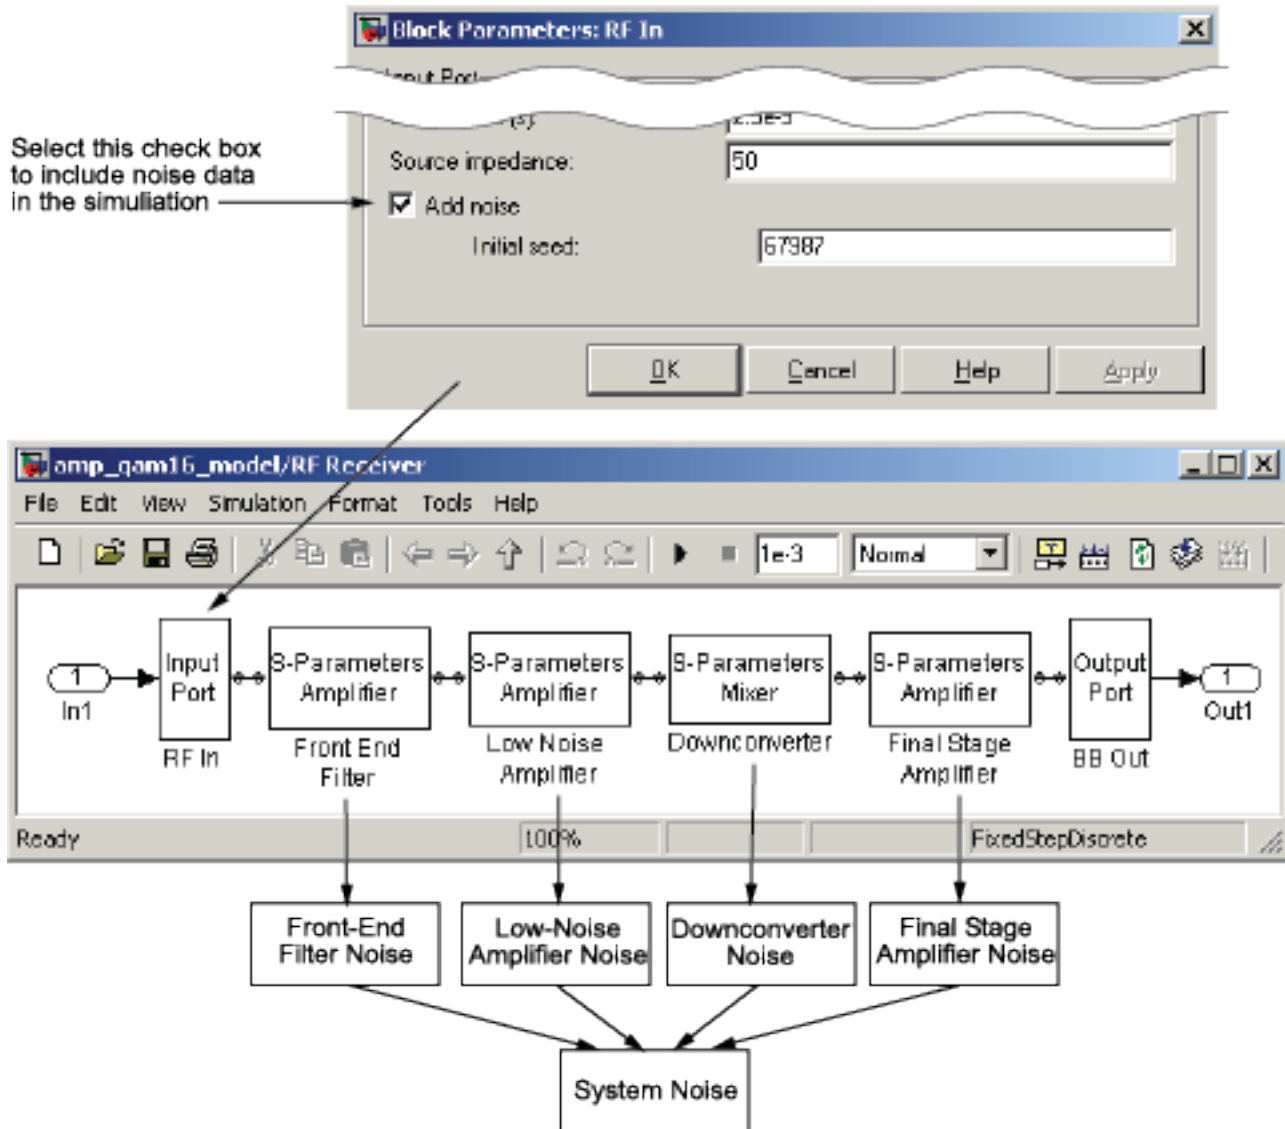 Block Parameters: RF In
Input Port
Select this check box
to include noise data
in the simuliation
Source impedance:
50
Add noise
Initial seed:
67987
OK
Cancel
Help
Apply
amp_qam16_model/RF Receiver
File Edit View Simulation Format Tools Help
1e-3
Normal
1
In1
Input
Port
RF In
S-Parameters
Amplifier
Front End
Filter
S-Parameters
Amplifier
Low Noise
Amplifier
S-Parameters
Mixer
Downconverter
S-Parameters
Amplifier
Final Stage
Amplifier
Output
Port
BB Out
1
Out1
Ready
100%
FixedStepDiscrete
Front-End
Filter Noise
Low-Noise
Amplifier Noise
Downconverter
Noise
Final Stage
Amplifier Noise
System Noise